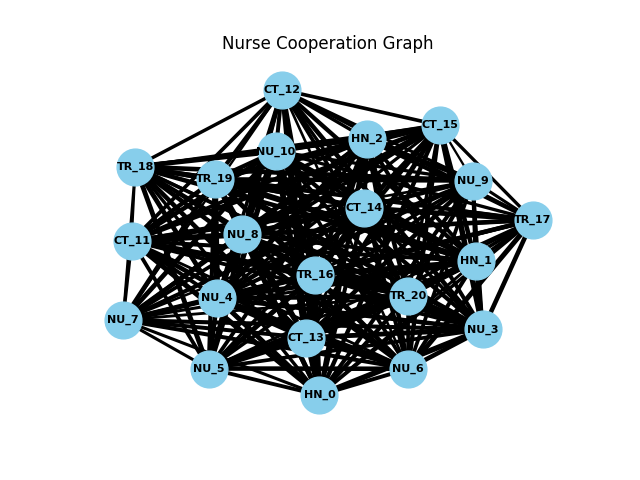 Nurse Cooperation Graph
CT_12
CT_15
HN_2
NU_10
TR_18
TR_19
NU_9
CT_14
TR_17
NU_8
CT_11
HN_1
TR_16
NU_4
TR_20
NU_7
NU_3
CT_13
NU_5
NU_6
HN_0